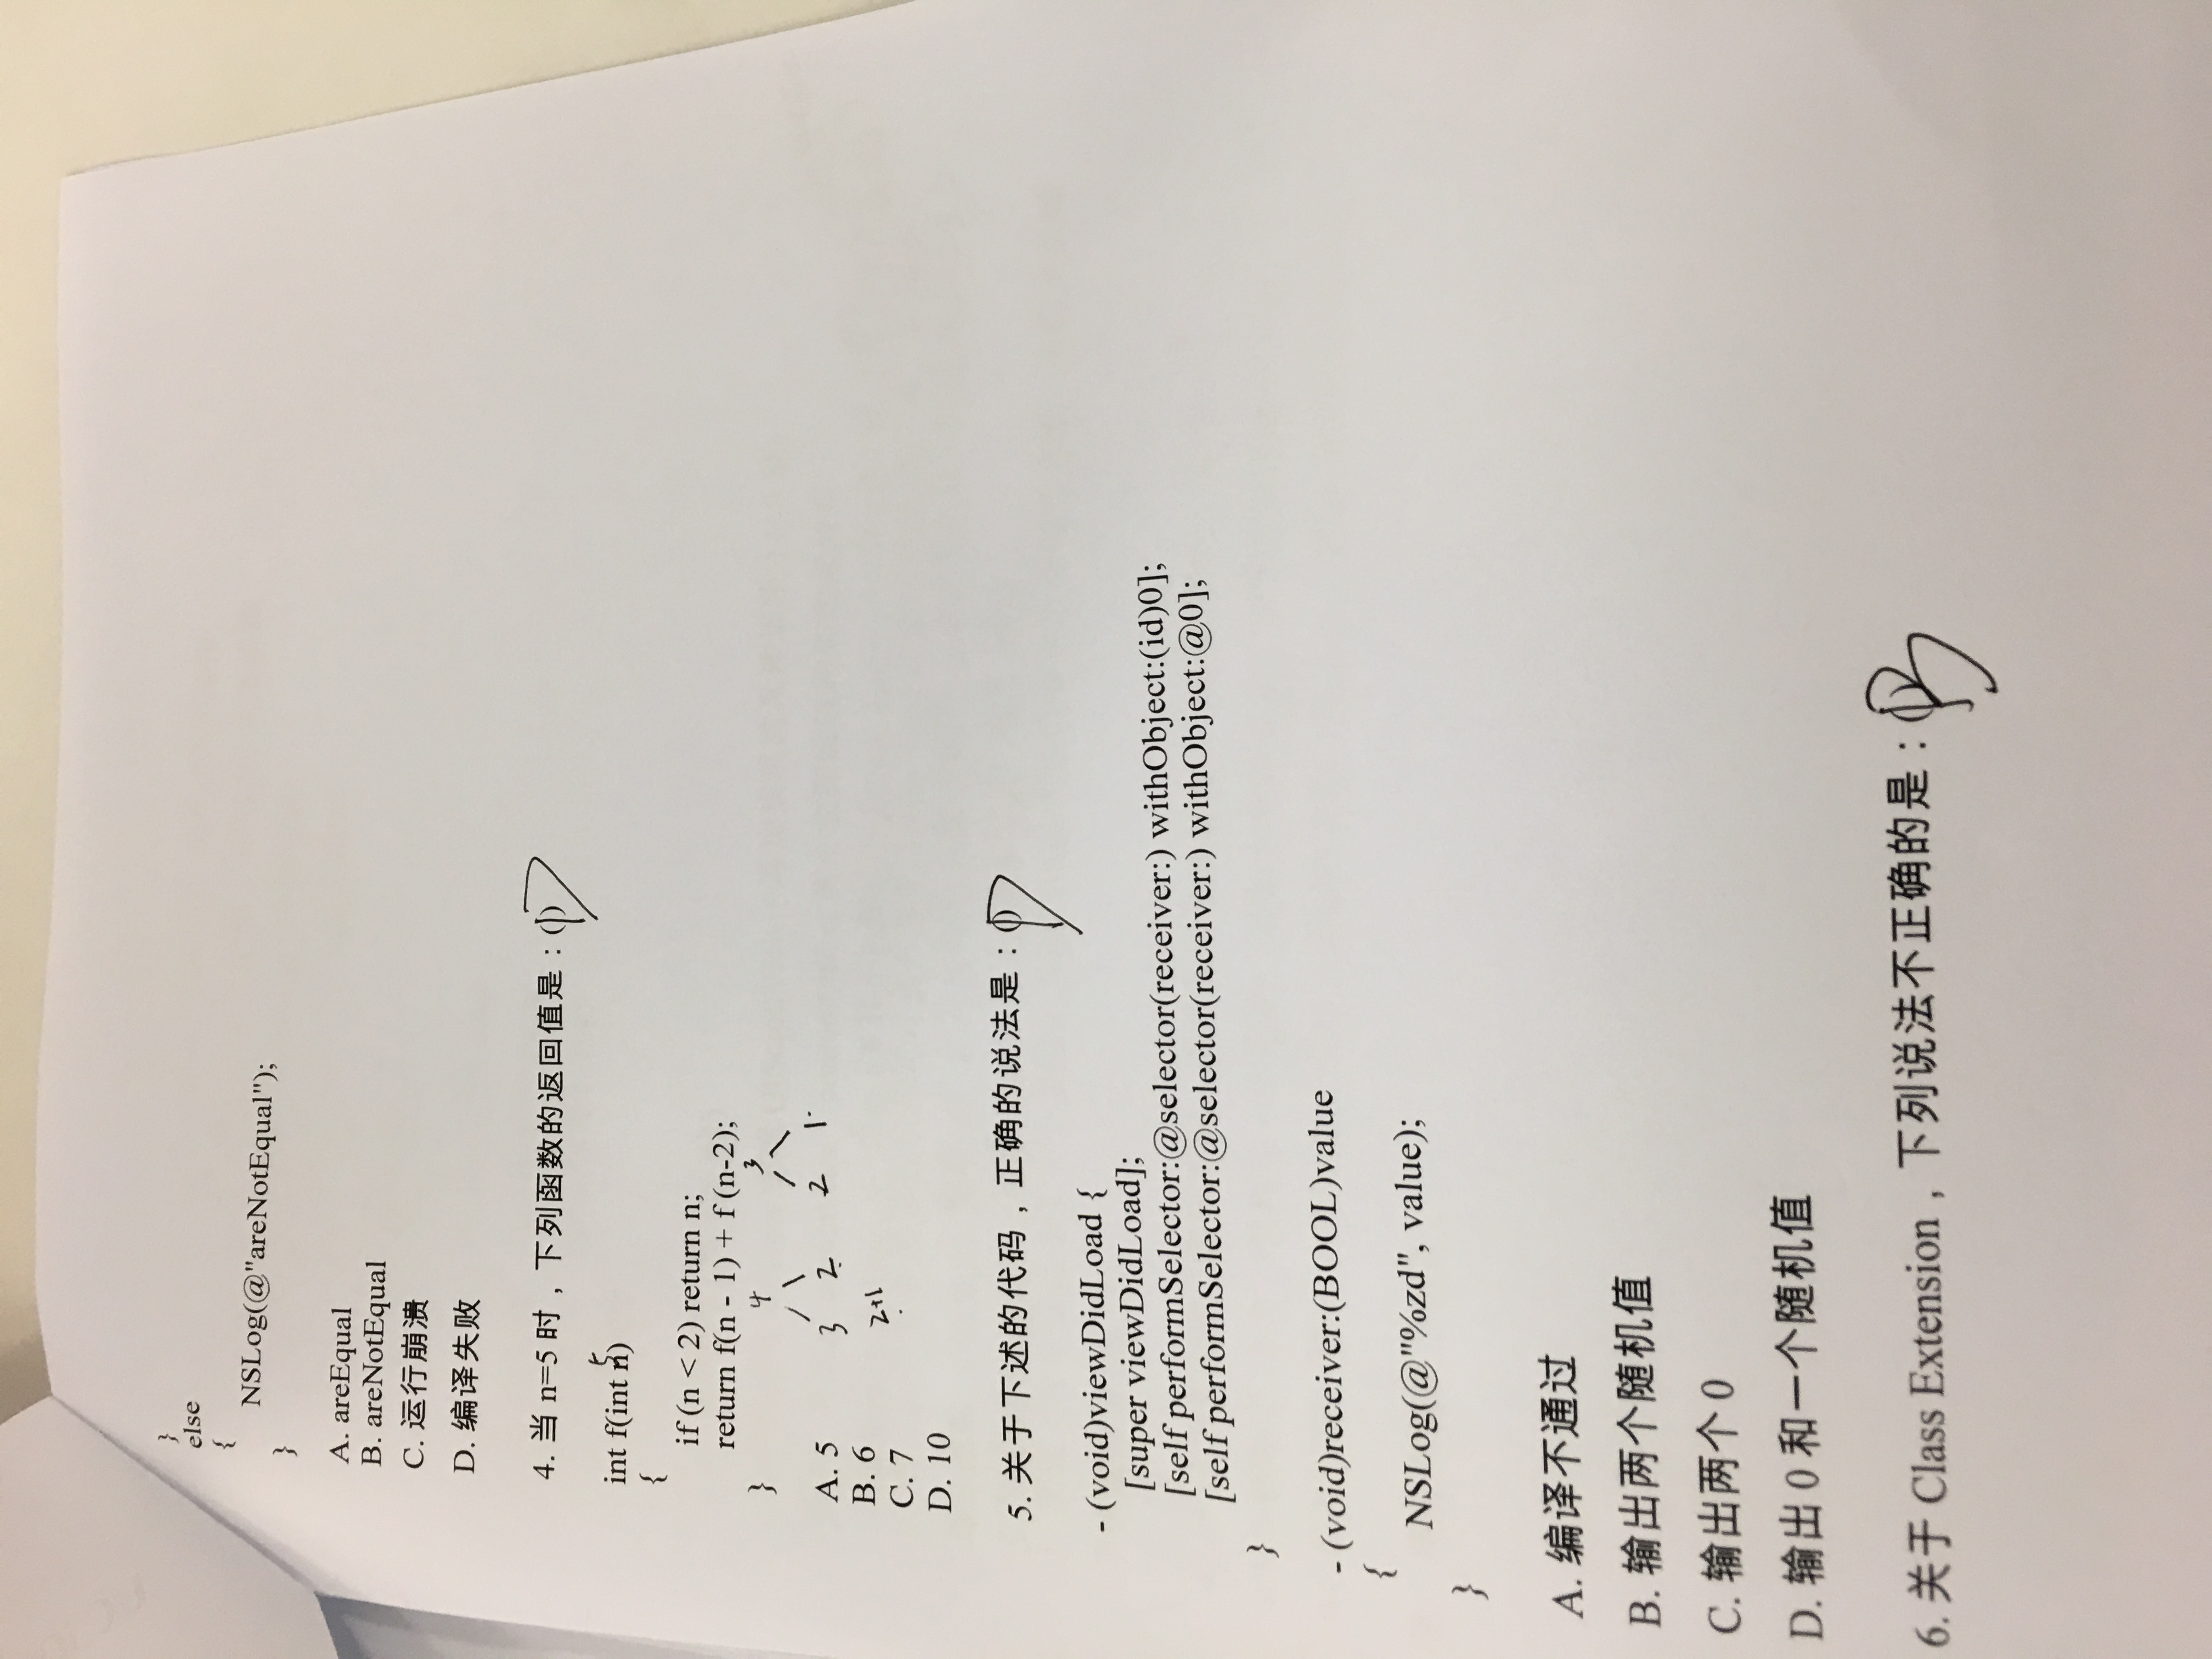 }
else
{
NSLog(@"areNotEqual");
}
A. areEqual
B. areNotEqual
C. 运行崩溃
D. 编译失败
4. 当 n=5 时，下列函数的返回值是：( D )
5
int f(int n)
{
if (n < 2) return n;
return f(n - 1) + f (n-2);
}
4 3
3 2 2 1
2+1
A. 5
B. 6
C. 7
D. 10
5. 关于下述的代码，正确的说法是：( D )
- (void)viewDidLoad {
[super viewDidLoad];
[self performSelector:@selector(receiver:) withObject:(id)0];
[self performSelector:@selector(receiver:) withObject:@0];
}
- (void)receiver:(BOOL)value
{
NSLog(@"%zd", value);
}
A. 编译不通过
B. 输出两个随机值
C. 输出两个 0
D. 输出 0 和一个随机值
6. 关于 Class Extension，下列说法不正确的是：( B )